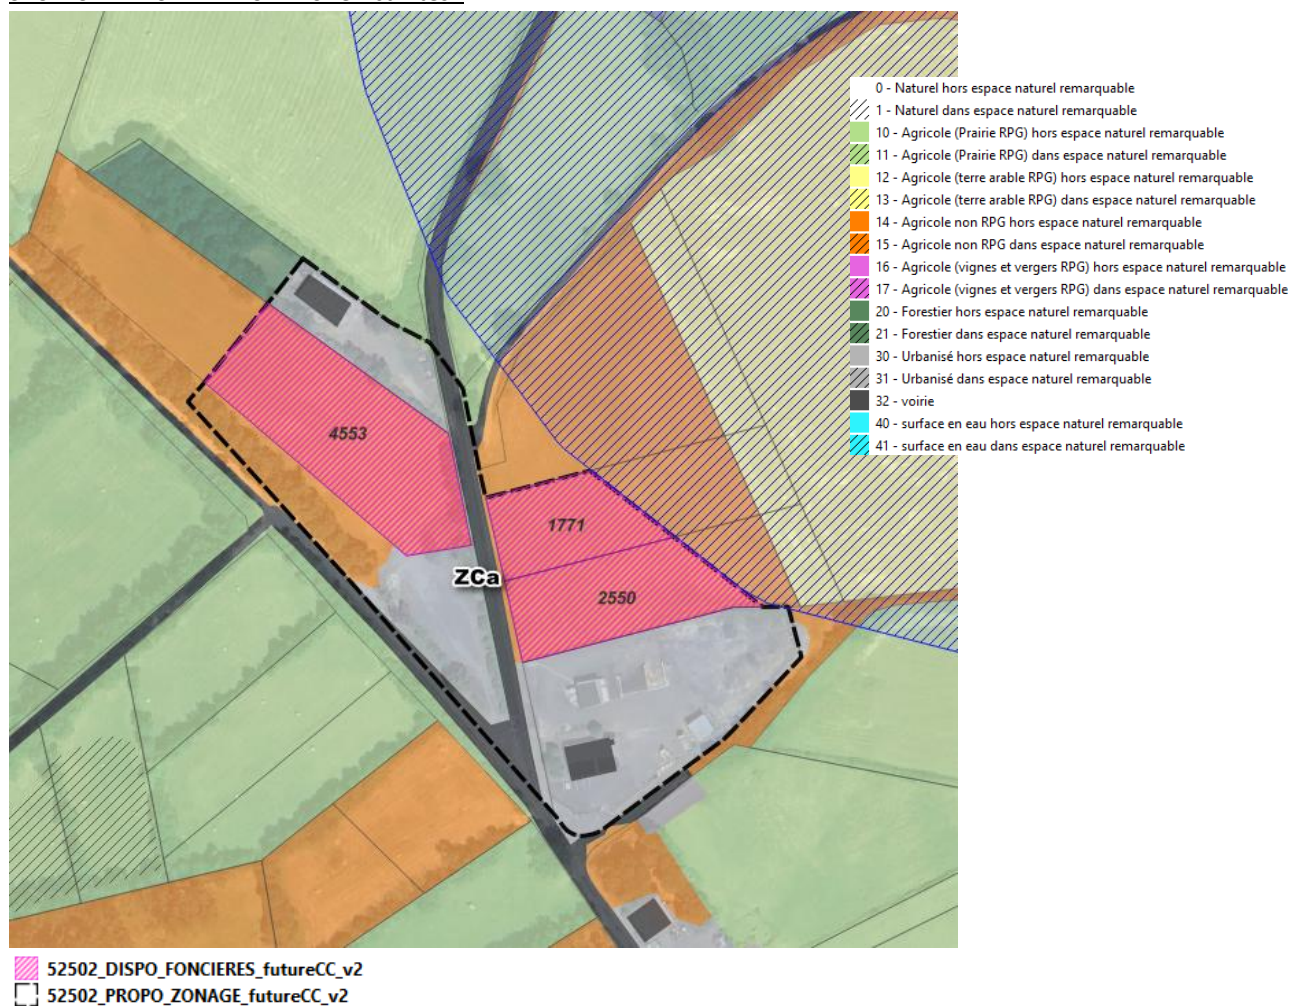 0 - Naturel hors espace naturel remarquable
1 - Naturel dans espace naturel remarquable
10 - Agricole (Prairie RPG) hors espace naturel remarquable
11 - Agricole (Prairie RPG) dans espace naturel remarquable
12 - Agricole (terre arable RPG) hors espace naturel remarquable
13 - Agricole (terre arable RPG) dans espace naturel remarquable
14 - Agricole non RPG hors espace naturel remarquable
15 - Agricole non RPG dans espace naturel remarquable
16 - Agricole (vignes et vergers RPG) hors espace naturel remarquable
17 - Agricole (vignes et vergers RPG) dans espace naturel remarquable
20 - Forestier hors espace naturel remarquable
21 - Forestier dans espace naturel remarquable
30 - Urbanisé hors espace naturel remarquable
31 - Urbanisé dans espace naturel remarquable
32 - voirie
40 - surface en eau hors espace naturel remarquable
41 - surface en eau dans espace naturel remarquable
4553
1771
ZCa
2550
52502_DISPO_FONCIERES_futureCC_v2
52502_PROPO_ZONAGE_futureCC_v2